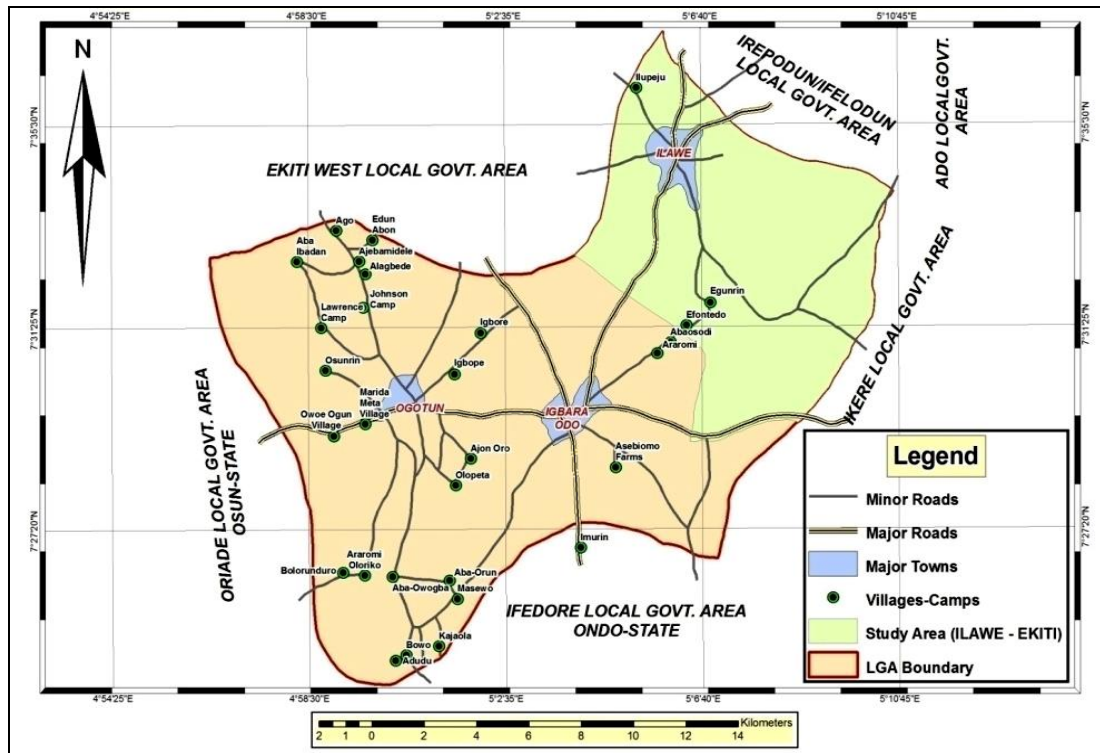 4°54'25"E
4°58'30"E
5°2'35"E
5°6'40"E
5°10'45"E
N
7°35'30"N
7°31'25"N
7°27'20"N
7°35'30"N
7°31'25"N
7°27'20"N
IREPODUN/IFELODUN
LOCAL GOVT. AREA
ADO LOCALGOVT.
AREA
EKITI WEST LOCAL GOVT. AREA
IKERE LOCAL GOVT. AREA
ORIADE LOCAL GOVT. AREA
OSUN-STATE
IFEDORE LOCAL GOVT. AREA
ONDO-STATE
Ilupeju
ILAWE
Ago
Edun
Abon
Aba
Ibadan
Ajebamidele
Alagbede
Johnson
Camp
Lawrence
Camp
Egunrin
Efontedo
Abaosodi
Araromi
Igbore
Igbope
Osunrin
Marida
Meta
Village
OGOTUN
IGBARA
ODO
Owoe Ogun
Village
Ajon Oro
Olopeta
Asebiomo
Farms
Imurin
Araromi
Oloriko
Bolorunduro
Aba-Owogba
Aba-Orun
Masewo
Kajaola
Bowo
Adudu
Legend
Minor Roads
Major Roads
Major Towns
Villages-Camps
Study Area (ILAWE - EKITI)
LGA Boundary
4°54'25"E
4°58'30"E
5°2'35"E
5°6'40"E
5°10'45"E
Kilometers
2 1 0 2 4 6 8 10 12 14